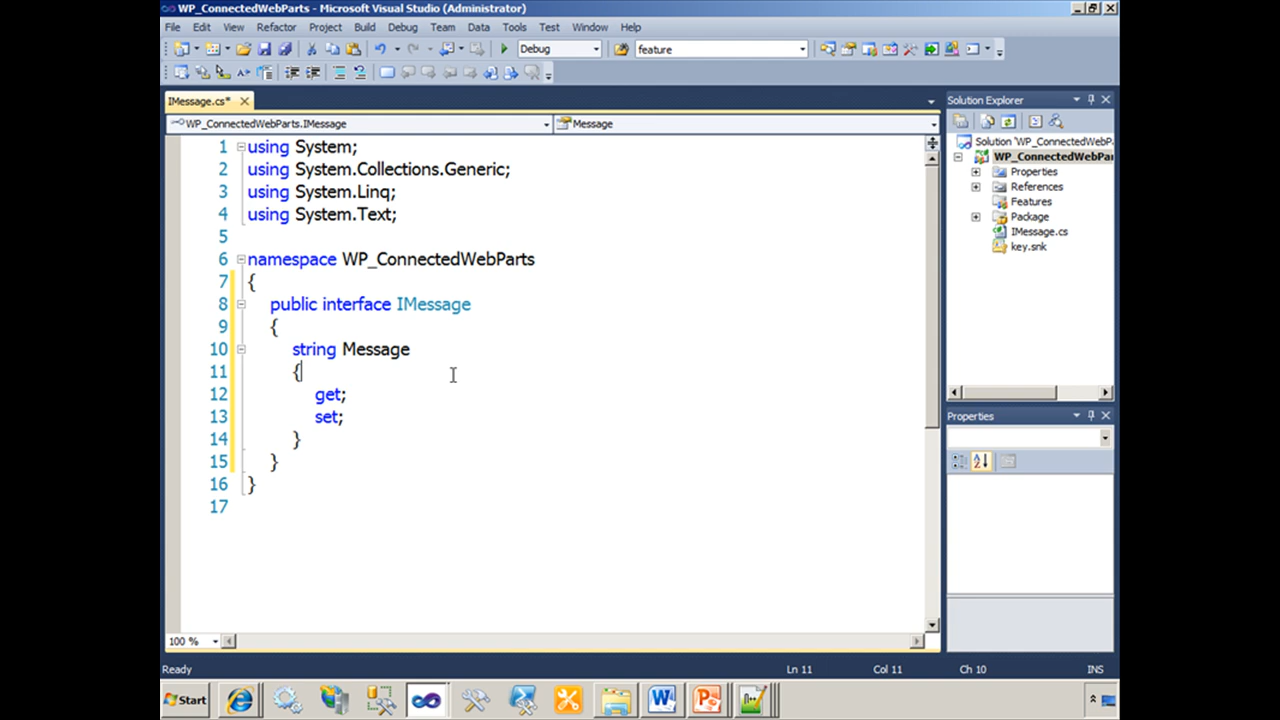 WP_ConnectedWebParts - Microsoft Visual Studio (Administrator)
File Edit View Refactor Project Build Debug Team Data Tools Test Window Help
Debug feature
IMessage.cs*
WP_ConnectedWebParts.IMessage Message
1 using System;
2 using System.Collections.Generic;
3 using System.Linq;
4 using System.Text;
5
6 namespace WP_ConnectedWebParts
7 {
8 public interface IMessage
9 {
10 string Message
11 {
12 get;
13 set;
14 }
15 }
16 }
17
100 %
Solution Explorer
Solution 'WP_ConnectedWebP
WP_ConnectedWebPar
Properties
References
Features
Package
IMessage.cs
key.snk
Properties
Ready Ln 11 Col 11 Ch 10 INS
Start